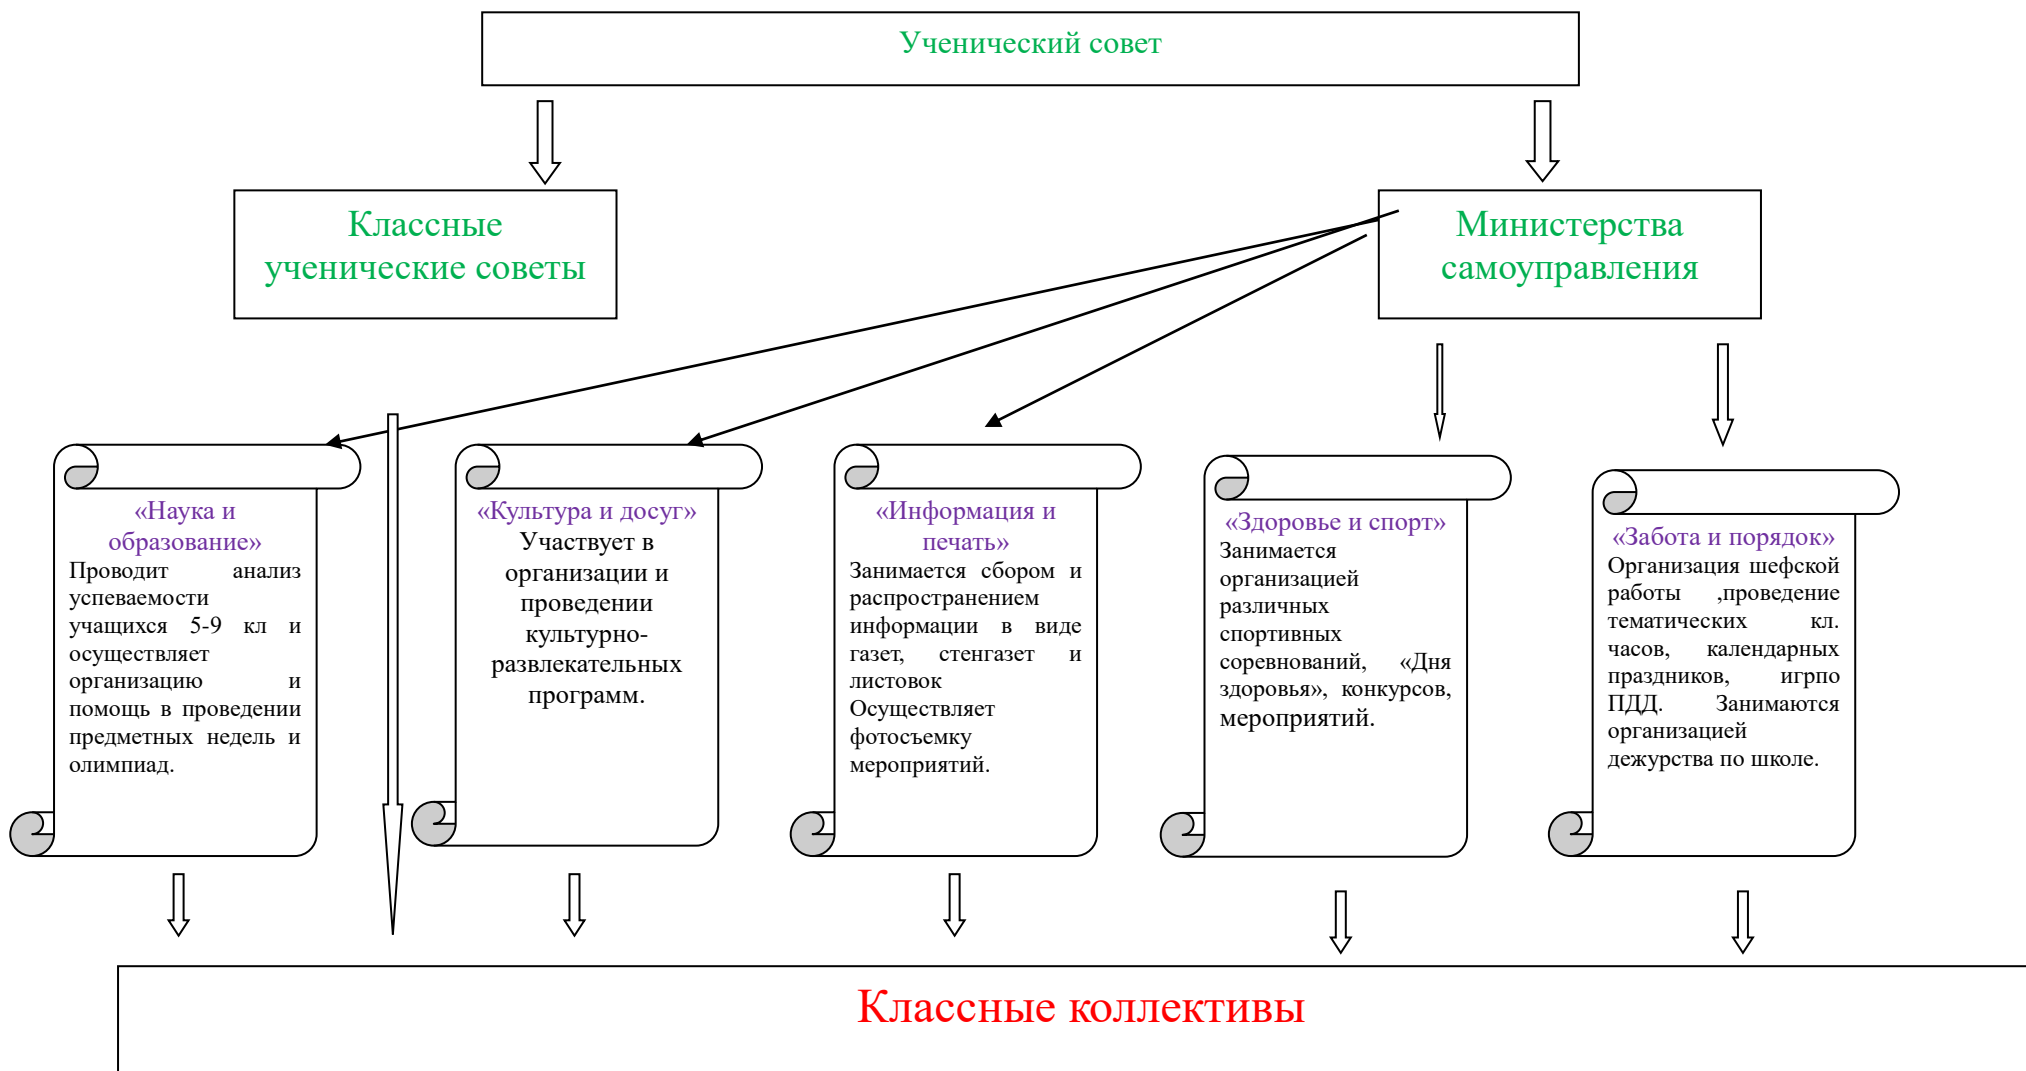 Ученический совет
Классные
ученические советы
Министерства
самоуправления
«Наука и
образование»
Проводит анализ
успеваемости
учащихся 5-9 кл и
осуществляет
организацию и
помощь в проведении
предметных недель и
олимпиад.
«Культура и досуг»
Участвует в
организации и
проведении
культурно-
развлекательных
программ.
«Информация и
печать»
Занимается сбором и
распространением
информации в виде
газет, стенгазет и
листовок
Осуществляет
фотосъемку
мероприятий.
«Здоровье и спорт»
Занимается
организацией
различных
спортивных
соревнований, «Дня
здоровья», конкурсов,
мероприятий.
«Забота и порядок»
Организация шефской
работы ,проведение
тематических кл.
часов, календарных
праздников, игрпо
ПДД. Занимаются
организацией
дежурства по школе.
Классные коллективы